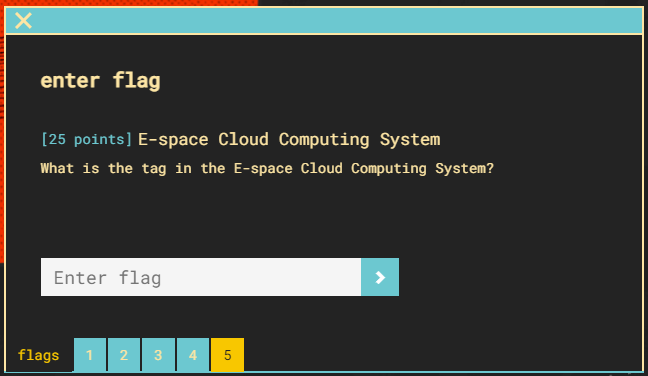 enter flag
[25 points] E-space Cloud Computing System
What is the tag in the E-space Cloud Computing System?
Enter flag
flags 1 2 3 4 5